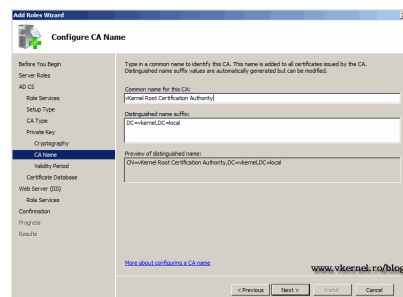 Add Roles Wizard
Configure CA Name
Before You Begin
Server Roles
AD CS
Role Services
Setup Type
CA Type
Private Key
Cryptography
CA Name
Validity Period
Certificate Database
Web Server (IIS)
Role Services
Confirmation
Progress
Results
Type in a common name to identify this CA. This name is added to all certificates issued by the CA.
Distinguished name suffix values are automatically generated but can be modified.
Common name for this CA:
vKernel Root Certification Authority
Distinguished name suffix:
DC=vkernel,DC=local
Preview of distinguished name:
CN=vKernel Root Certification Authority,DC=vkernel,DC=local
More about configuring a CA name
www.vkernel.ro/blog
< Previous
Next >
Install
Cancel